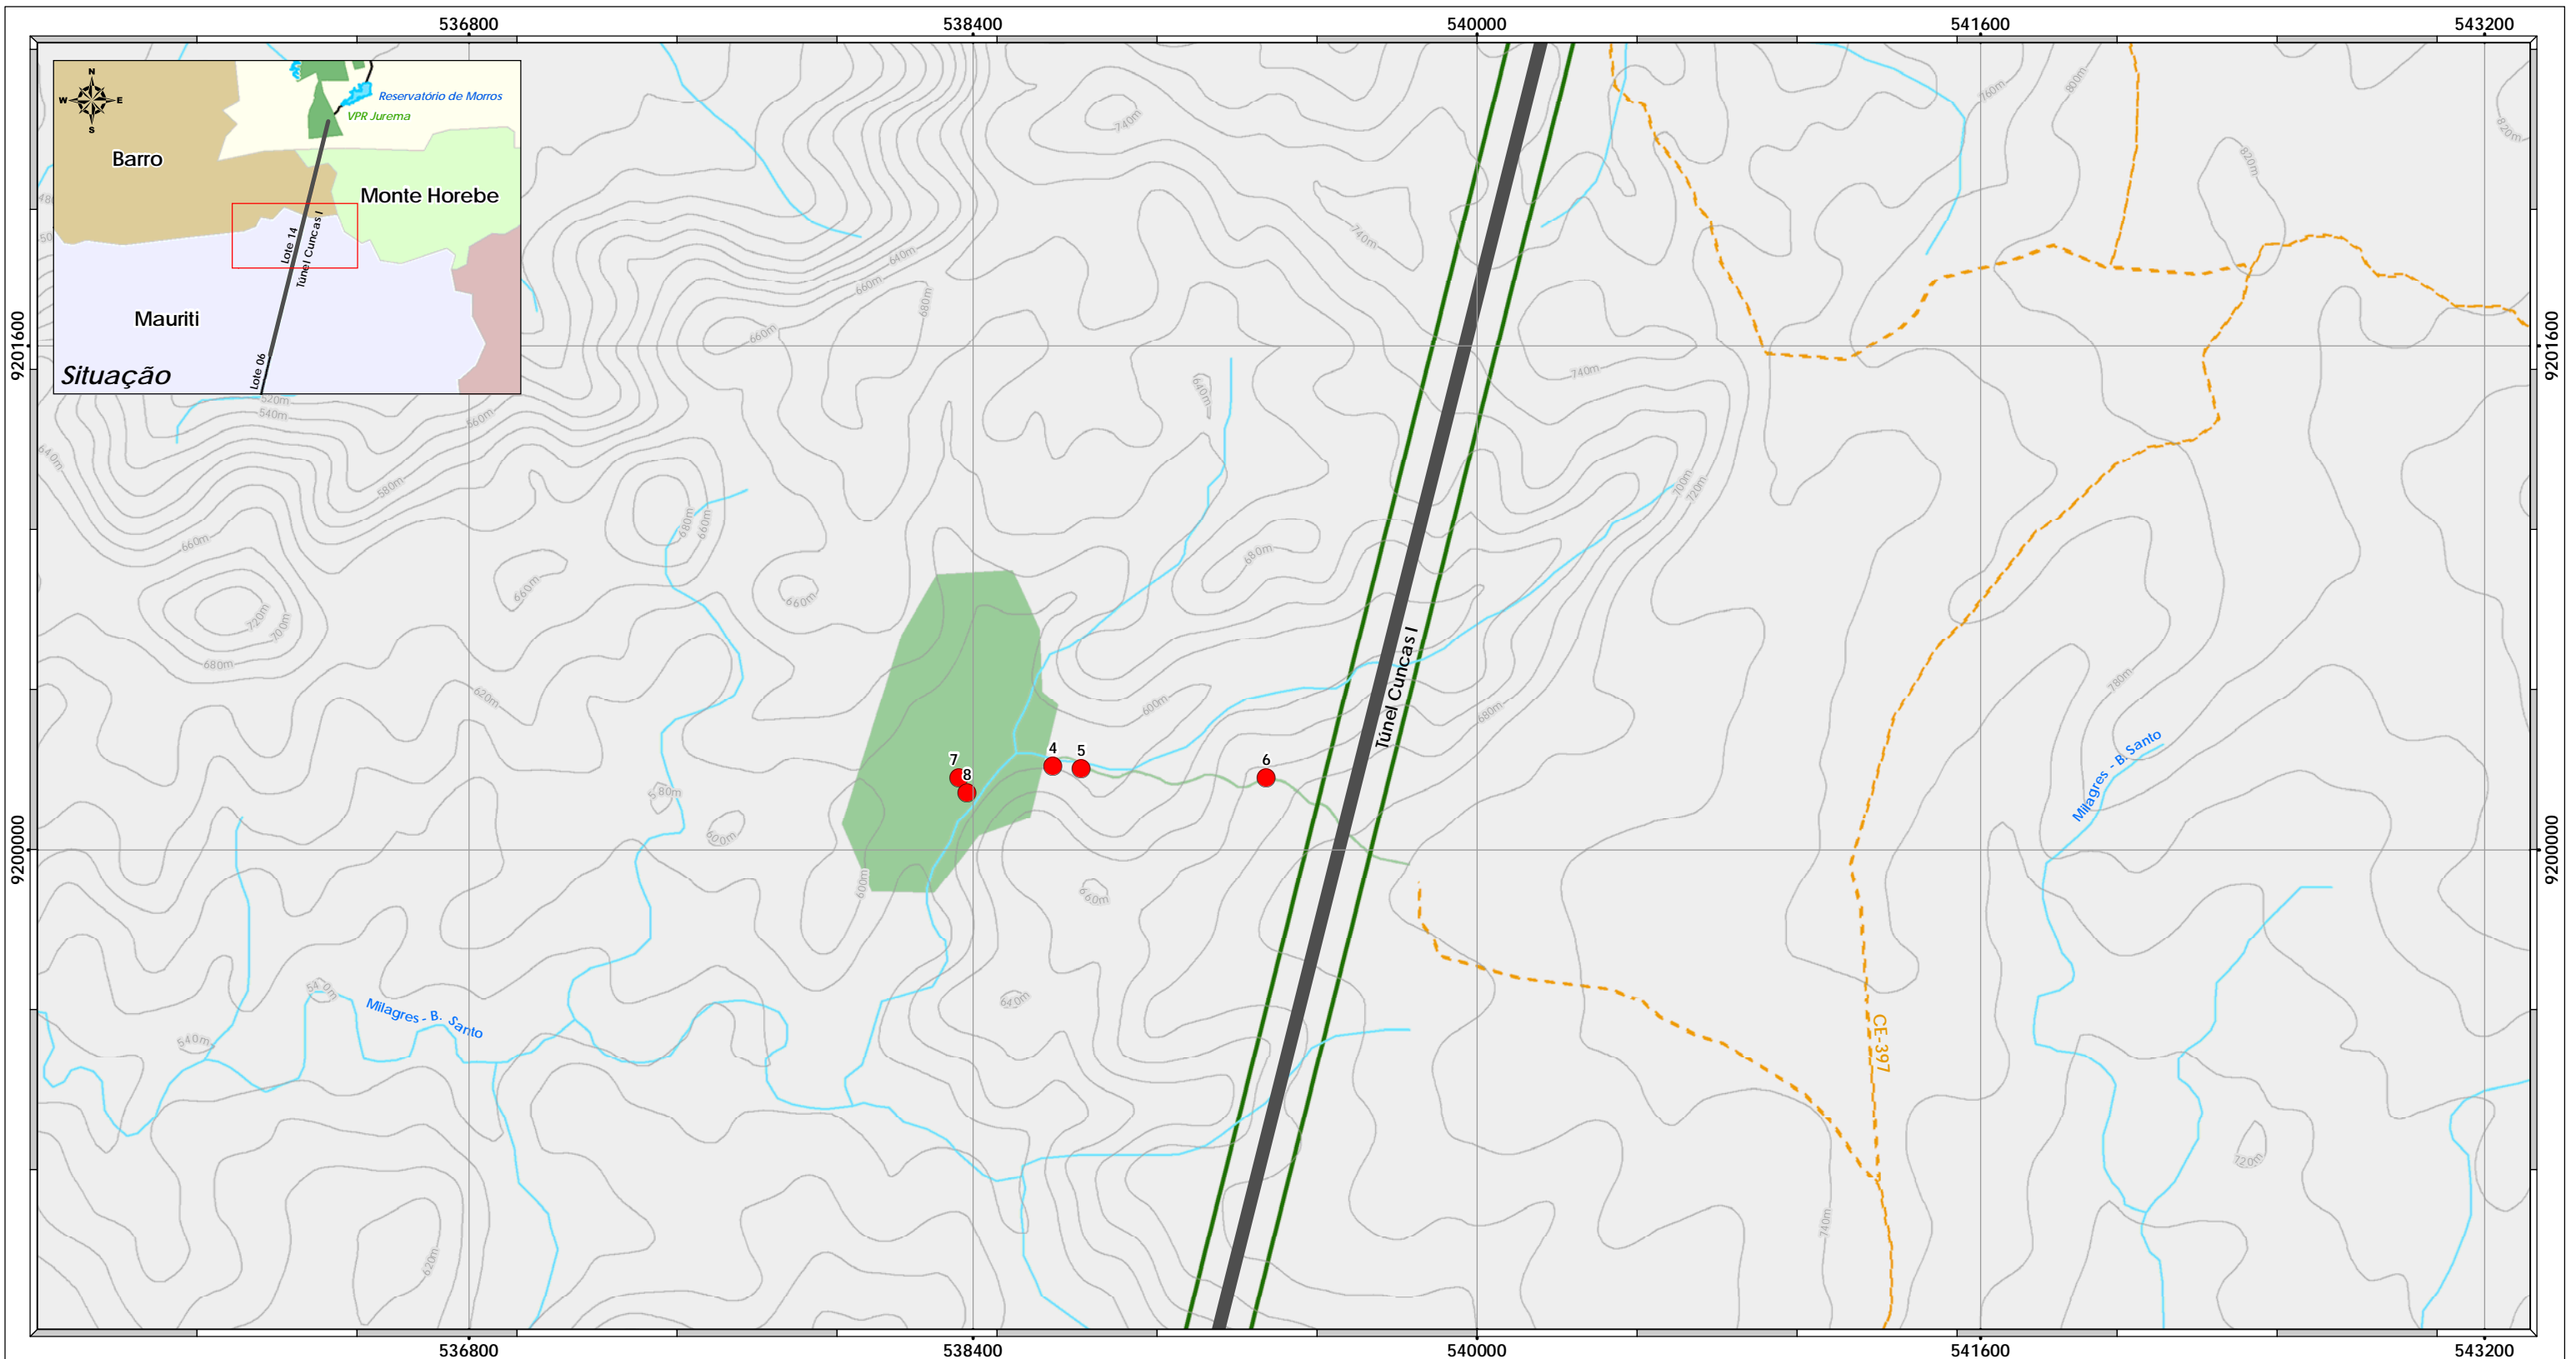 536800
538400
540000
541600
543200
N
W
E
S
Reservatório de Morros
VPR Jurema
Barro
Monte Horebe
Lote 14
Túnel Cuncas I
Mauriti
Lote 06
Situação
740m
760m
800m
820m
820m
740m
640m
660m
680m
660m
9201600
9201600
740m
640m
520m
540m
560m
640m
580m
700m
720m
680m
660m
660m
680m
660m
660m
720m
700m
680m
620m
600m
680m
780m
Túnel Cuncas I
7
8
4
5
6
Milagres - B. Santo
580m
600m
9200000
9200000
600m
660m
540m
640m
Milagres - B. Santo
540m
CE-397
720m
740m
620m
536800
538400
540000
541600
543200